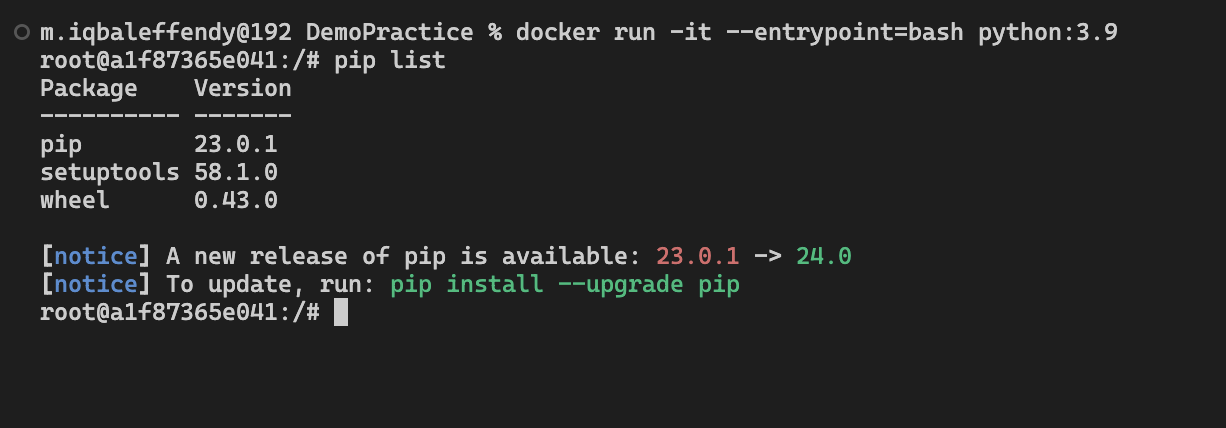 m.iqbaleffendy@192 DemoPractice % docker run -it --entrypoint=bash python:3.9
root@a1f87365e041:/# pip list
Package    Version
---------- -------
pip        23.0.1
setuptools 58.1.0
wheel      0.43.0
[notice] A new release of pip is available: 23.0.1 -> 24.0
[notice] To update, run: pip install --upgrade pip
root@a1f87365e041:/#